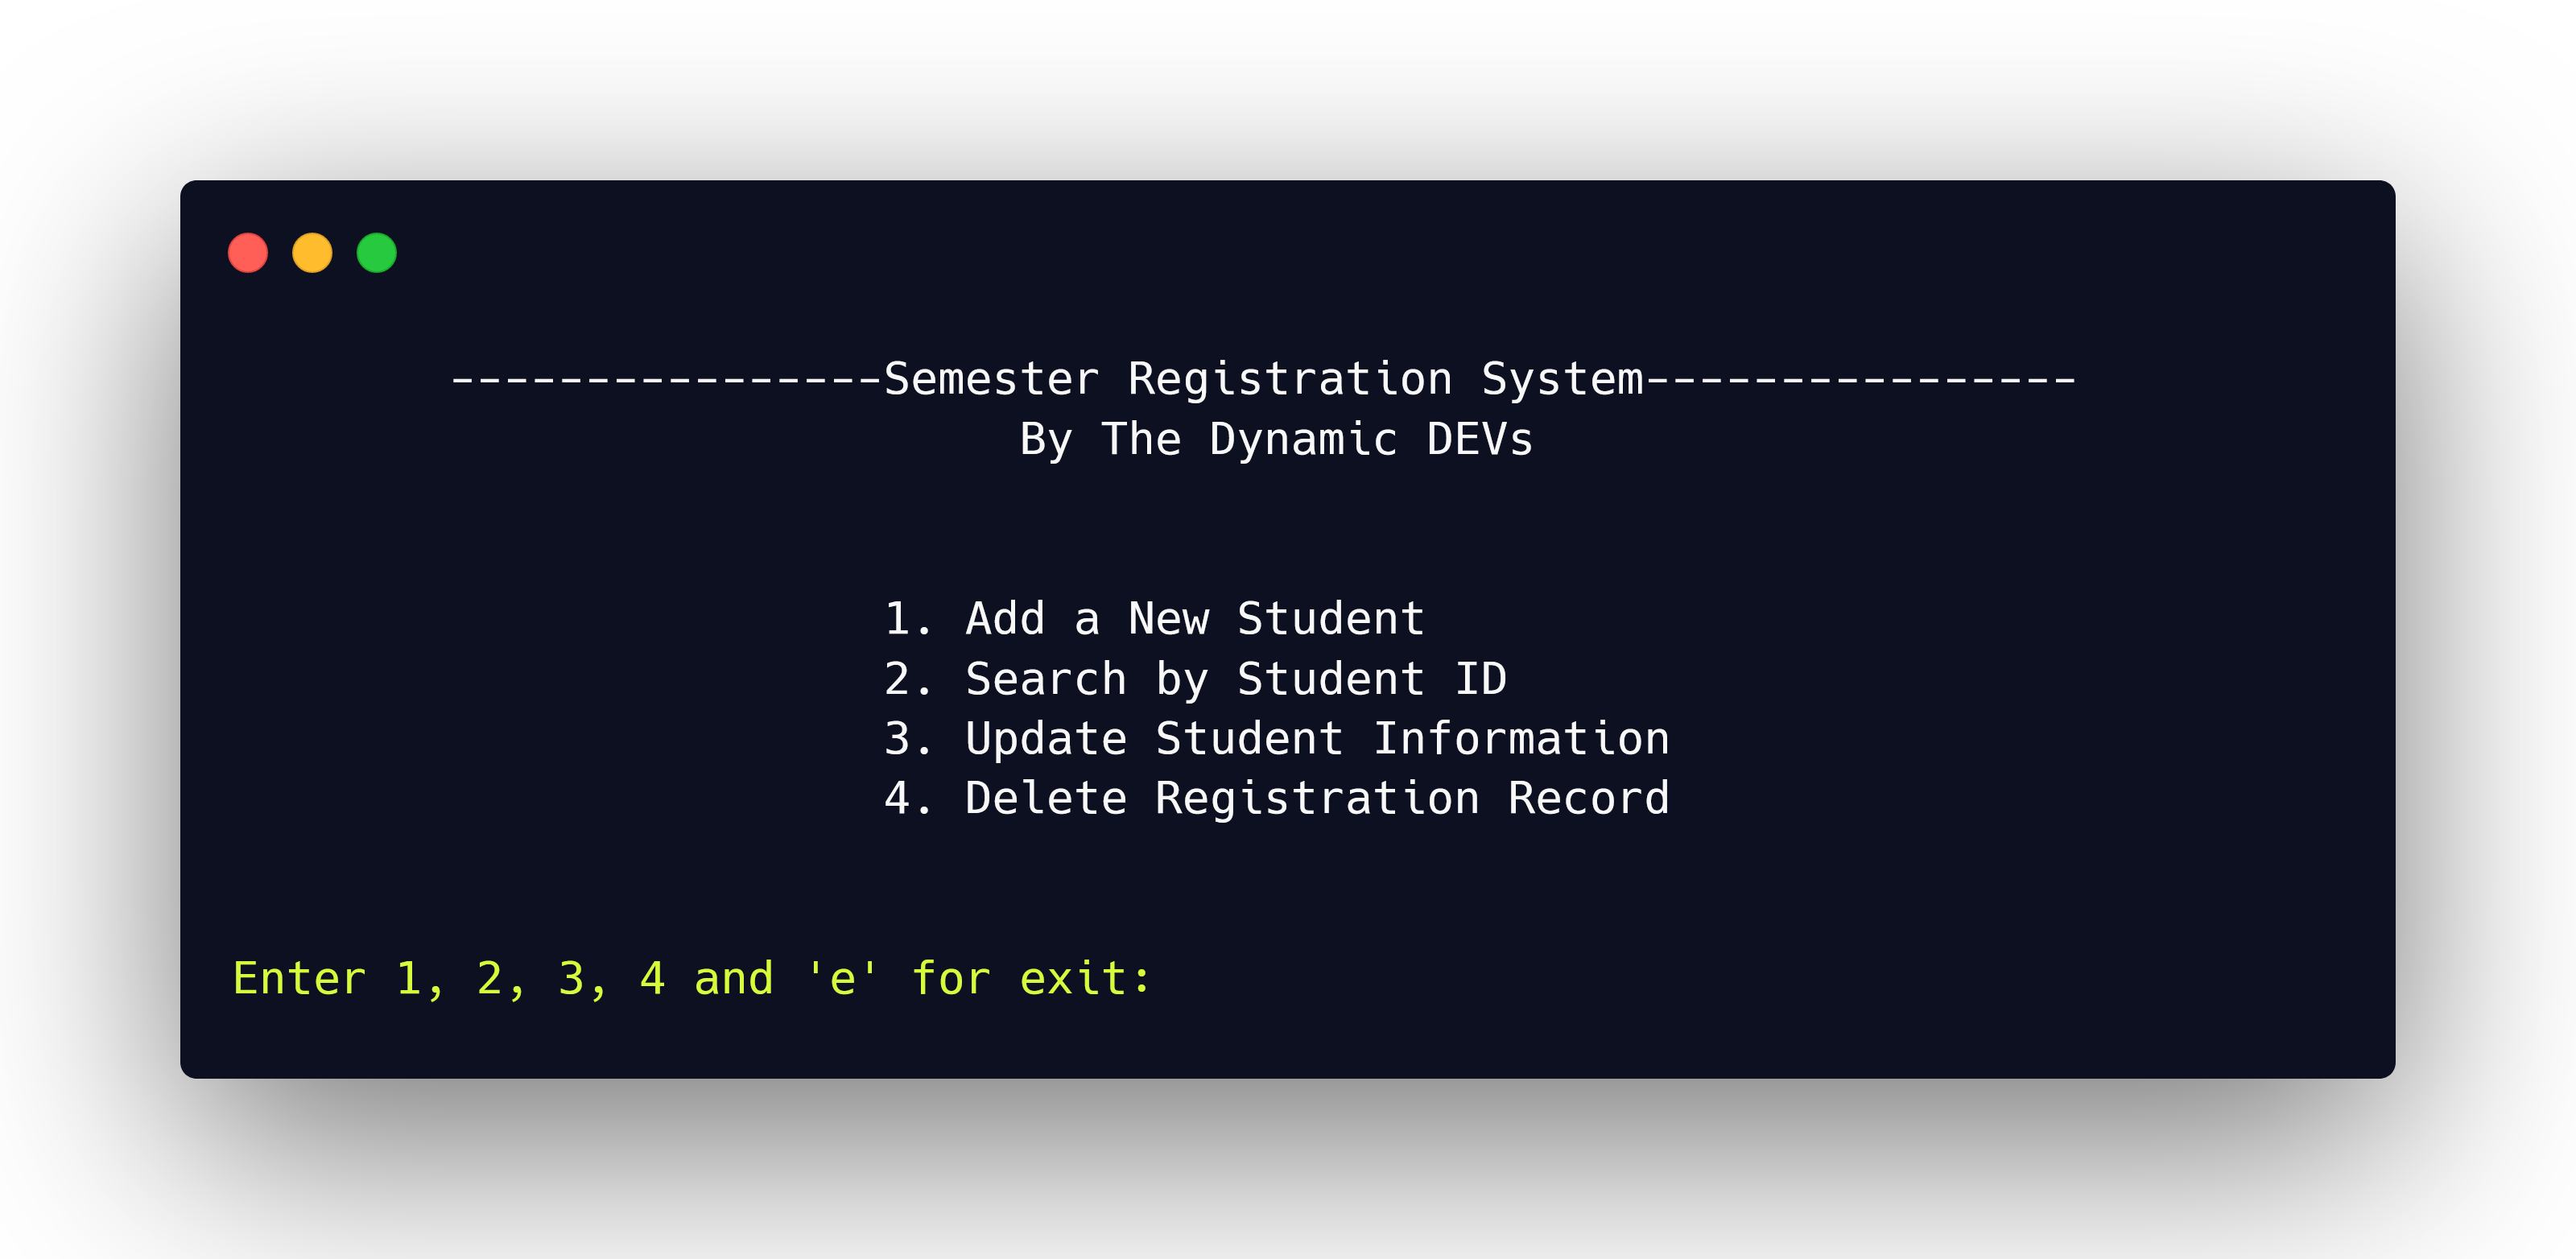 ----------------Semester Registration System----------------
By The Dynamic DEVs
1. Add a New Student
2. Search by Student ID
3. Update Student Information
4. Delete Registration Record
Enter 1, 2, 3, 4 and 'e' for exit: